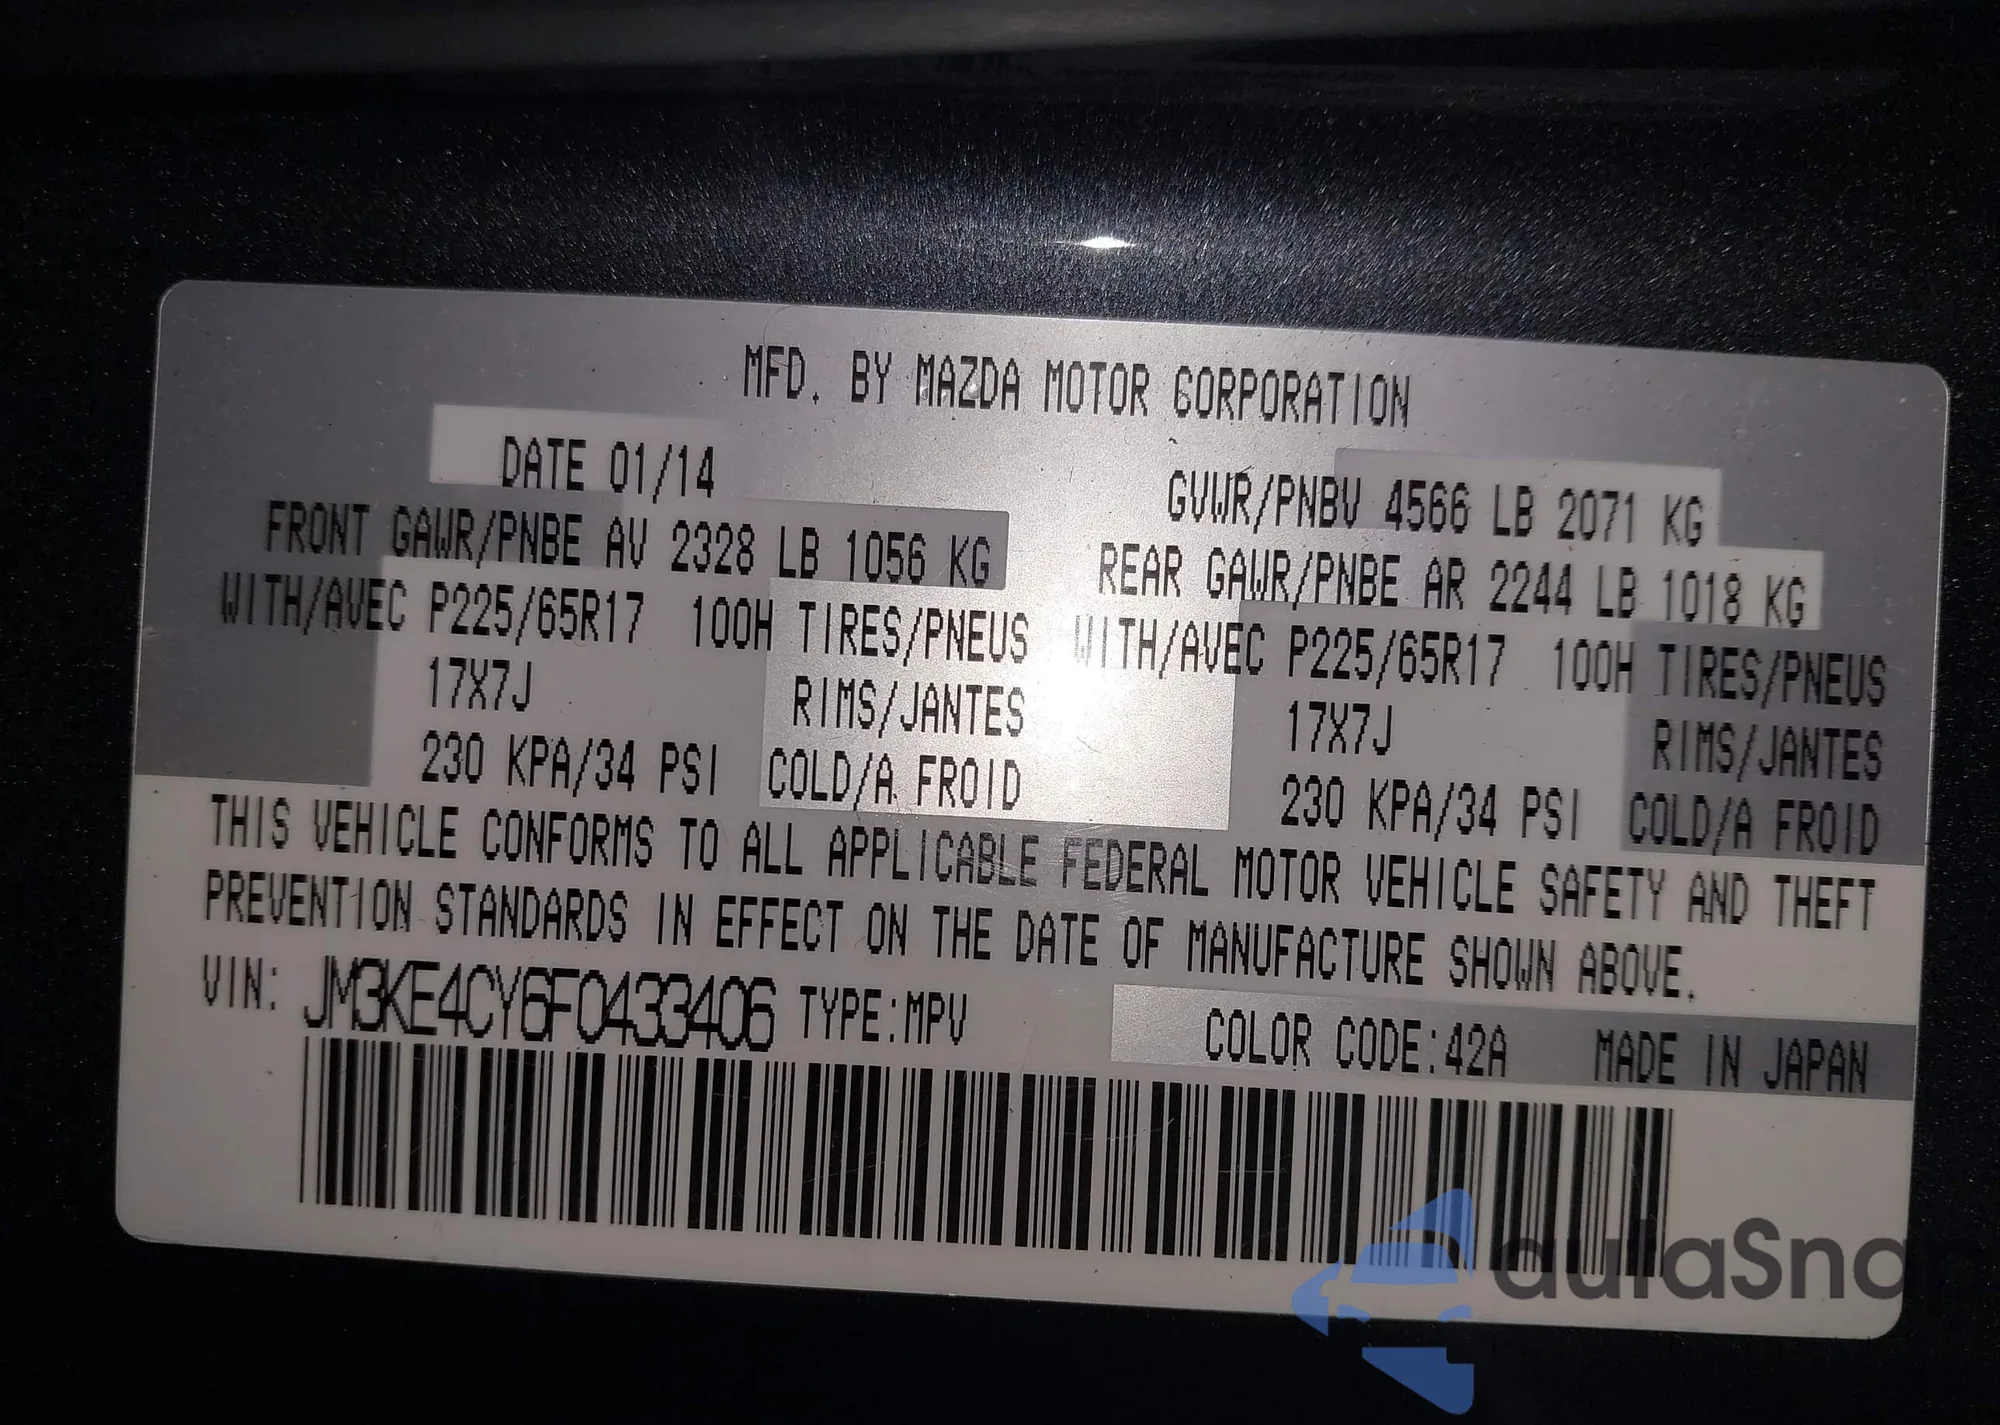 MFD. BY MAZDA MOTOR CORPORATION
DATE 01/14
GVWR/PNBV 4566 LB 2071 KG
FRONT GAWR/PNBE AV 2328 LB 1056 KG
REAR GAWR/PNBE AR 2244 LB 1018 KG
WITH/AVEC P225/65R17 100H TIRES/PNEUS
WITH/AVEC P225/65R17 100H TIRES/PNEUS
17X7J RIMS/JANTES
17X7J RIMS/JANTES
230 KPA/34 PSI COLD/A FROID
230 KPA/34 PSI COLD/A FROID
THIS VEHICLE CONFORMS TO ALL APPLICABLE FEDERAL MOTOR VEHICLE SAFETY AND THEFT
PREVENTION STANDARDS IN EFFECT ON THE DATE OF MANUFACTURE SHOWN ABOVE.
VIN: JM3KE4CY6F0433406 TYPE:MPV
COLOR CODE:42A MADE IN JAPAN